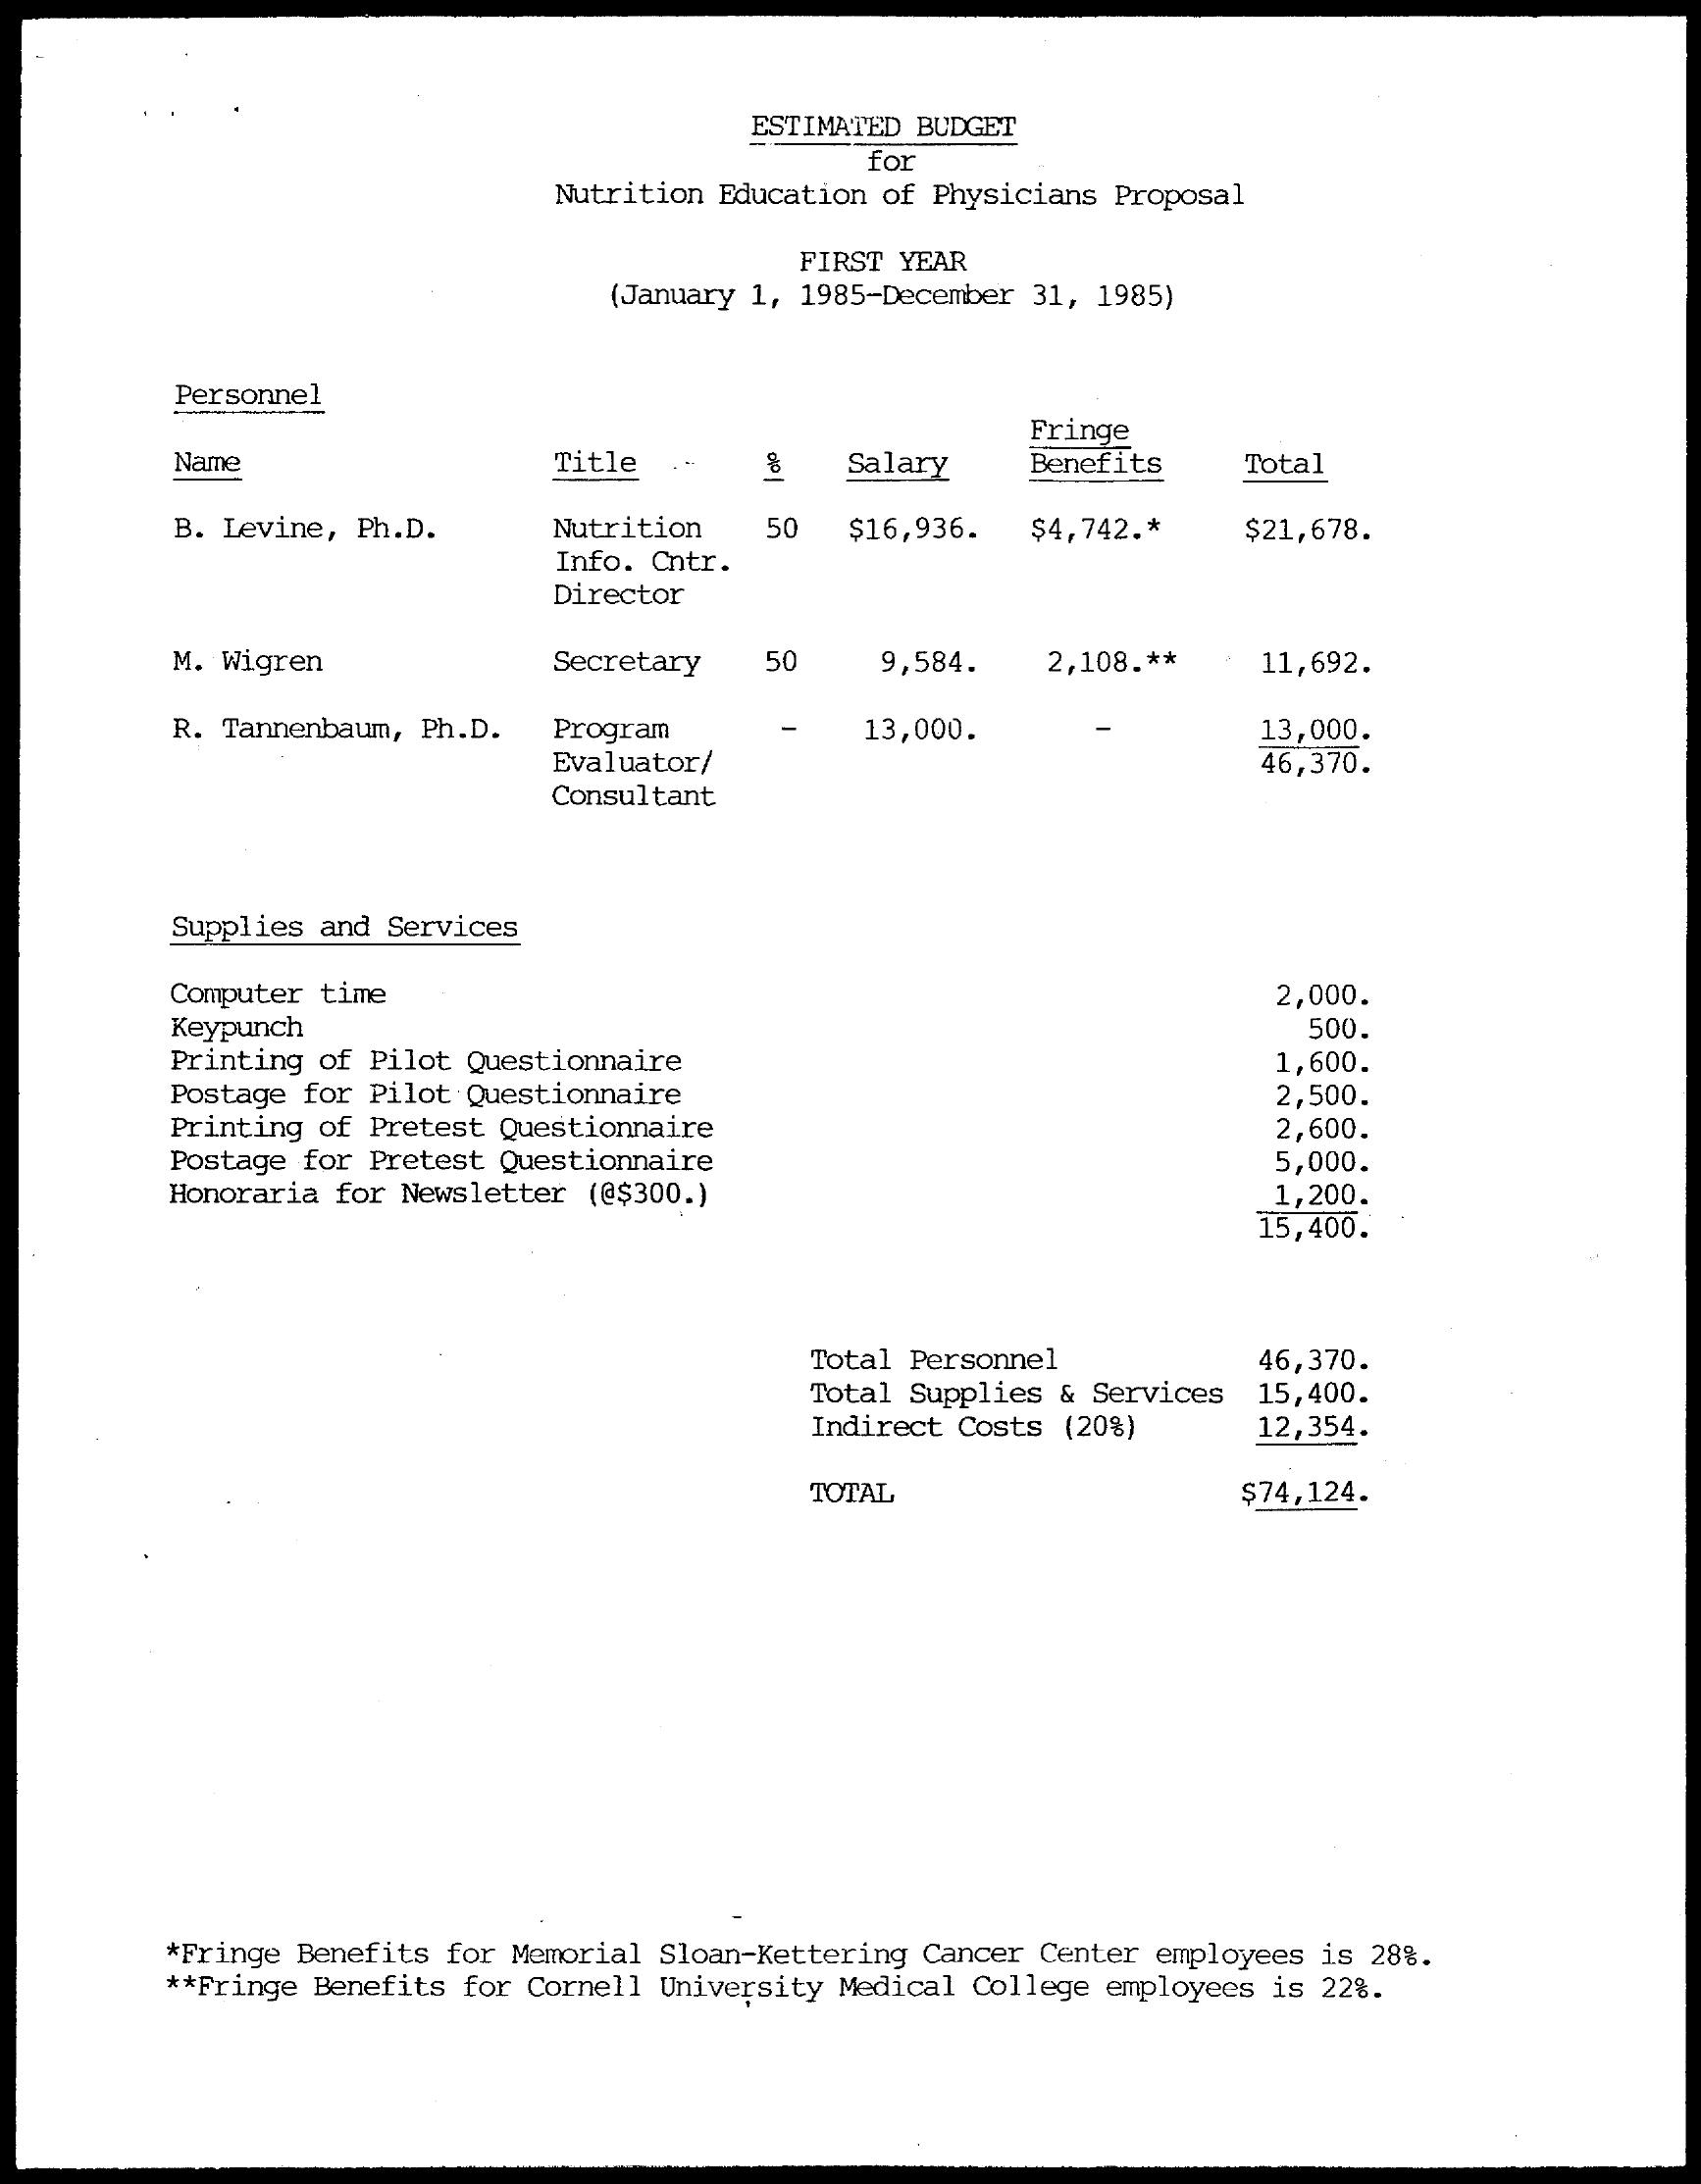 ESTIMATED BUDGET
for
Nutrition Education of Physicians Proposal
FIRST YEAR
(January 1, 1985-December 31, 1985)
Personnel
Fringe
Name Title % Salary Benefits Total
B. Levine, Ph.D. Nutrition 50 $16,936. $4,742.* $21,678.
Info. Cntr.
Director
M. Wigren Secretary 50 9,584. 2,108.** 11,692.
R. Tannenbaum, Ph.D. Program - 13,000. - 13,000.
Evaluator/ 46,370.
Consultant
Supplies and Services
Computer time 2,000.
Keypunch 500.
Printing of Pilot Questionnaire 1,600.
Postage for Pilot Questionnaire 2,500.
Printing of Pretest Questionnaire 2,600.
Postage for Pretest Questionnaire 5,000.
Honoraria for Newsletter (@$300.) 1,200.
15,400.
Total Personnel 46,370.
Total Supplies & Services 15,400.
Indirect Costs (20%) 12,354.
TOTAL $74,124.
*Fringe Benefits for Memorial Sloan-Kettering Cancer Center employees is 28%.
**Fringe Benefits for Cornell University Medical College employees is 22%.